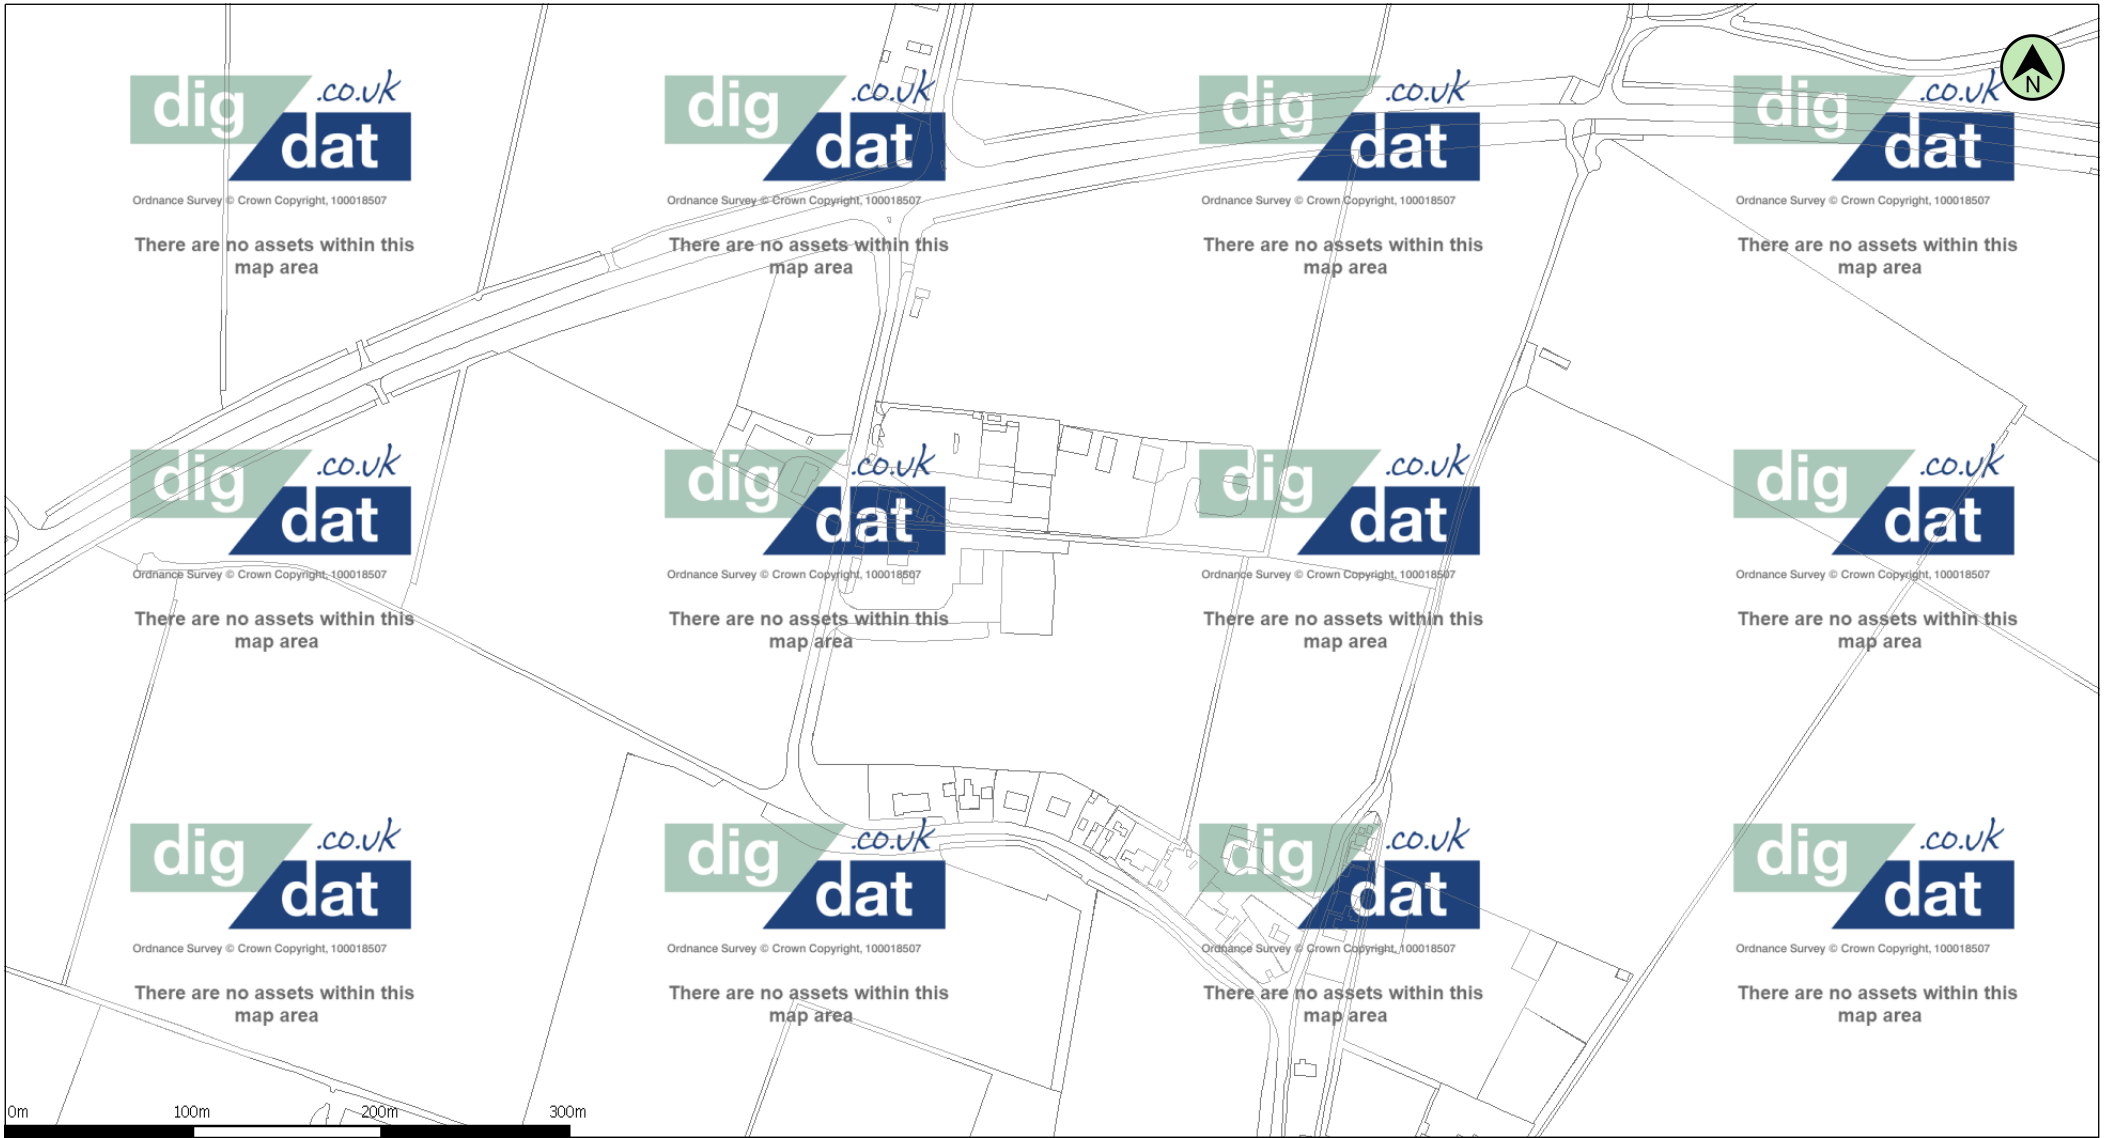 N
dig
.co.uk
dat
Ordnance Survey © Crown Copyright, 100018507
There are no assets within this
map area
dig
.co.uk
dat
Ordnance Survey © Crown Copyright, 100018507
There are no assets within this
map area
dig
.co.uk
dat
Ordnance Survey © Crown Copyright, 100018507
There are no assets within this
map area
dig
.co.uk
dat
Ordnance Survey © Crown Copyright, 100018507
There are no assets within this
map area
dig
.co.uk
dat
Ordnance Survey © Crown Copyright, 100018507
There are no assets within this
map area
dig
.co.uk
dat
Ordnance Survey © Crown Copyright, 100018507
There are no assets within this
map area
dig
.co.uk
dat
Ordnance Survey © Crown Copyright, 100018507
There are no assets within this
map area
dig
.co.uk
dat
Ordnance Survey © Crown Copyright, 100018507
There are no assets within this
map area
dig
.co.uk
dat
Ordnance Survey © Crown Copyright, 100018507
There are no assets within this
map area
dig
.co.uk
dat
Ordnance Survey © Crown Copyright, 100018507
There are no assets within this
map area
dig
.co.uk
dat
Ordnance Survey © Crown Copyright, 100018507
There are no assets within this
map area
dig
.co.uk
dat
Ordnance Survey © Crown Copyright, 100018507
There are no assets within this
map area
0m 100m 200m 300m